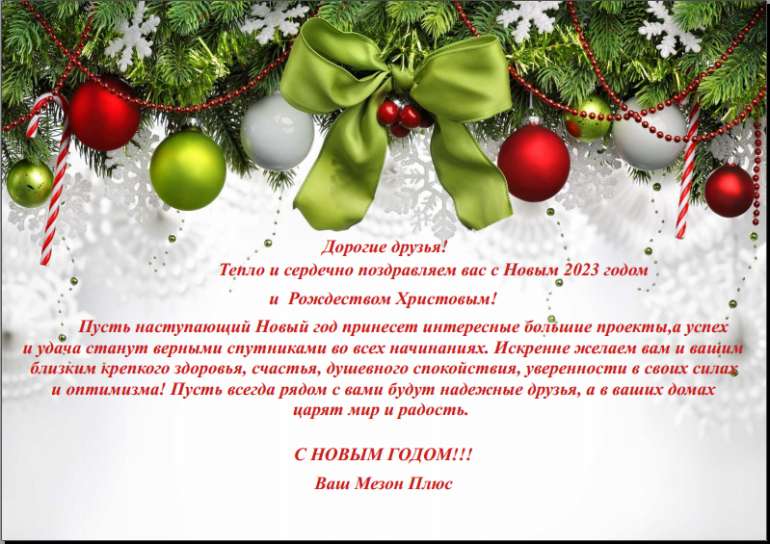 Дорогие друзья!
Тепло и сердечно поздравляем вас с Новым 2023 годом
и Рождеством Христовым!
Пусть наступающий Новый год принесет интересные большие проекты,а успех
и удача станут верными спутниками во всех начинаниях. Искренне желаем вам и вашим
близким крепкого здоровья, счастья, душевного спокойствия, уверенности в своих силах
и оптимизма! Пусть всегда рядом с вами будут надежные друзья, а в ваших домах
царят мир и радость.
С НОВЫМ ГОДОМ!!!
Ваш Мезон Плюс